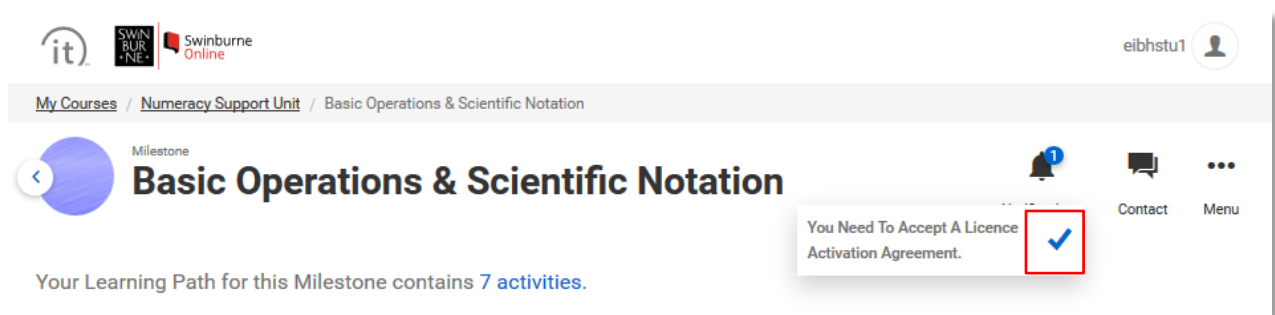 it
SWIN
BUR
•NE•
Swinburne
Online
eibhstu1
My Courses / Numeracy Support Unit / Basic Operations & Scientific Notation
Milestone
Basic Operations & Scientific Notation
1
Contact
Menu
You Need To Accept A Licence
Activation Agreement.
Your Learning Path for this Milestone contains 7 activities.